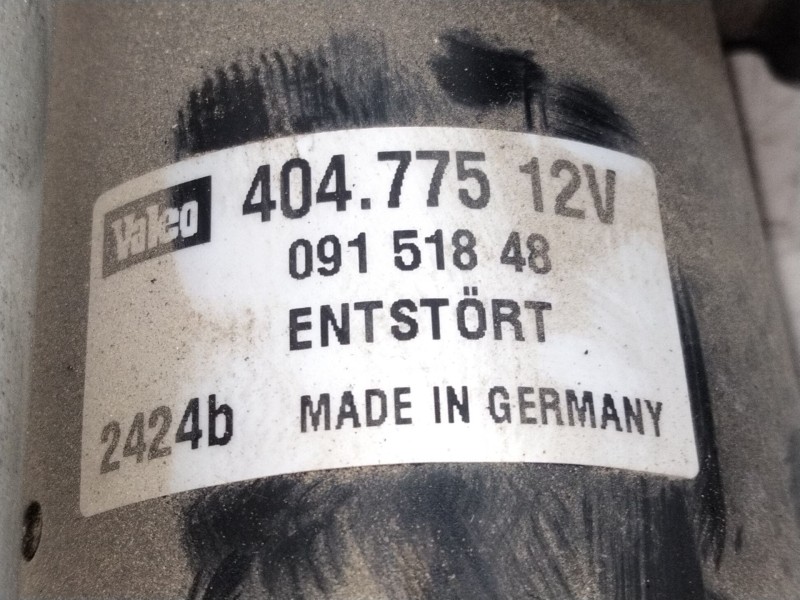 Valeo 404.775 12V
091 518 48
ENTSTÖRT
2424b MADE IN GERMANY